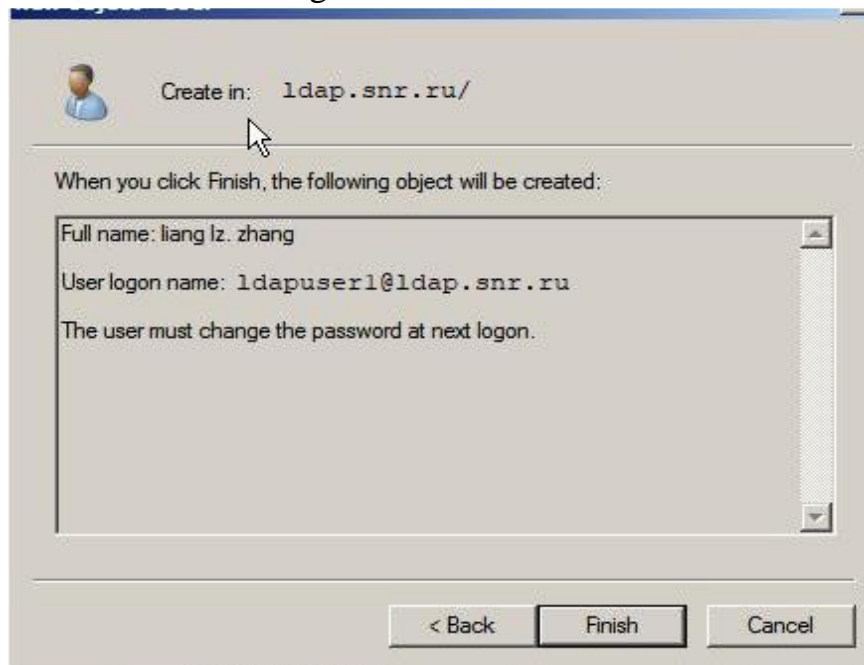 Create in: ldap.snr.ru/
When you click Finish, the following object will be created:
Full name: liang lz. zhang
User logon name: ldapuser1@ldap.snr.ru
The user must change the password at next logon.
< Back Finish Cancel